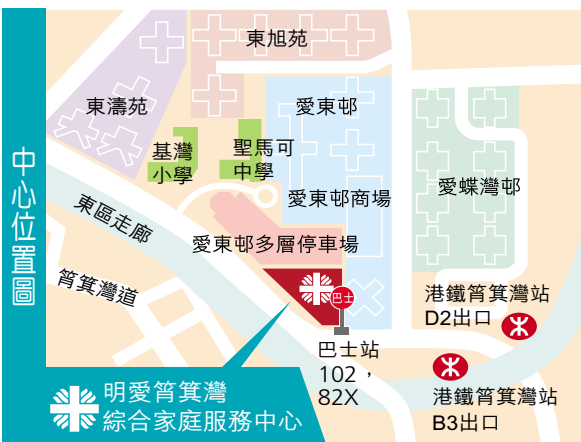 中心位置圖
東旭苑
東濤苑
愛東邨
基灣
小學
聖馬可
中學
愛蝶灣邨
愛東邨商場
東區走廊
愛東邨多層停車場
筲箕灣道
巴士
港鐵筲箕灣站
D2出口
巴士站
102，
82X
港鐵筲箕灣站
B3出口
明愛筲箕灣
綜合家庭服務中心